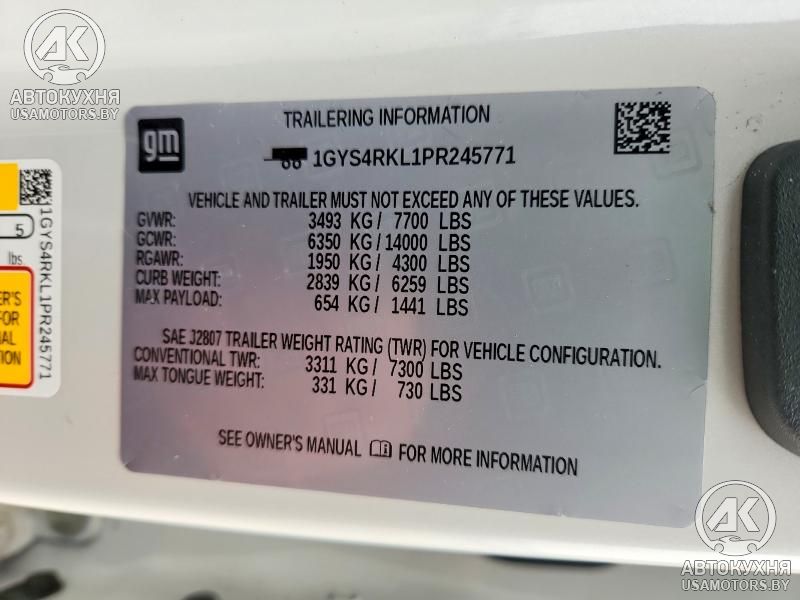 AK
АВТОКУХНЯ
USAMOTORS.BY
gm
TRAILERING INFORMATION
1GYS4RKL1PR245771
VEHICLE AND TRAILER MUST NOT EXCEED ANY OF THESE VALUES.
GVWR: 3493 KG / 7700 LBS
GCWR: 6350 KG / 14000 LBS
RGAWR: 1950 KG / 4300 LBS
CURB WEIGHT: 2839 KG / 6259 LBS
MAX PAYLOAD: 654 KG / 1441 LBS
SAE J2807 TRAILER WEIGHT RATING (TWR) FOR VEHICLE CONFIGURATION.
CONVENTIONAL TWR: 3311 KG / 7300 LBS
MAX TONGUE WEIGHT: 331 KG / 730 LBS
SEE OWNER'S MANUAL FOR MORE INFORMATION
5
lbs
1GYS4RKL1PR245771
AK
АВТОКУХНЯ
USAMOTORS.BY